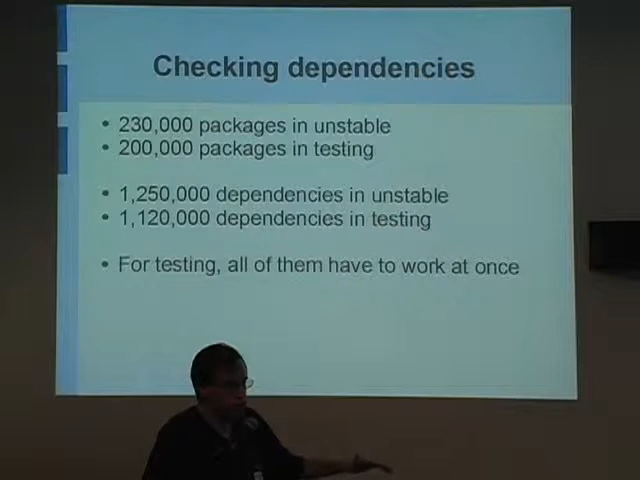 Checking dependencies
• 230,000 packages in unstable
• 200,000 packages in testing
• 1,250,000 dependencies in unstable
• 1,120,000 dependencies in testing
• For testing, all of them have to work at once